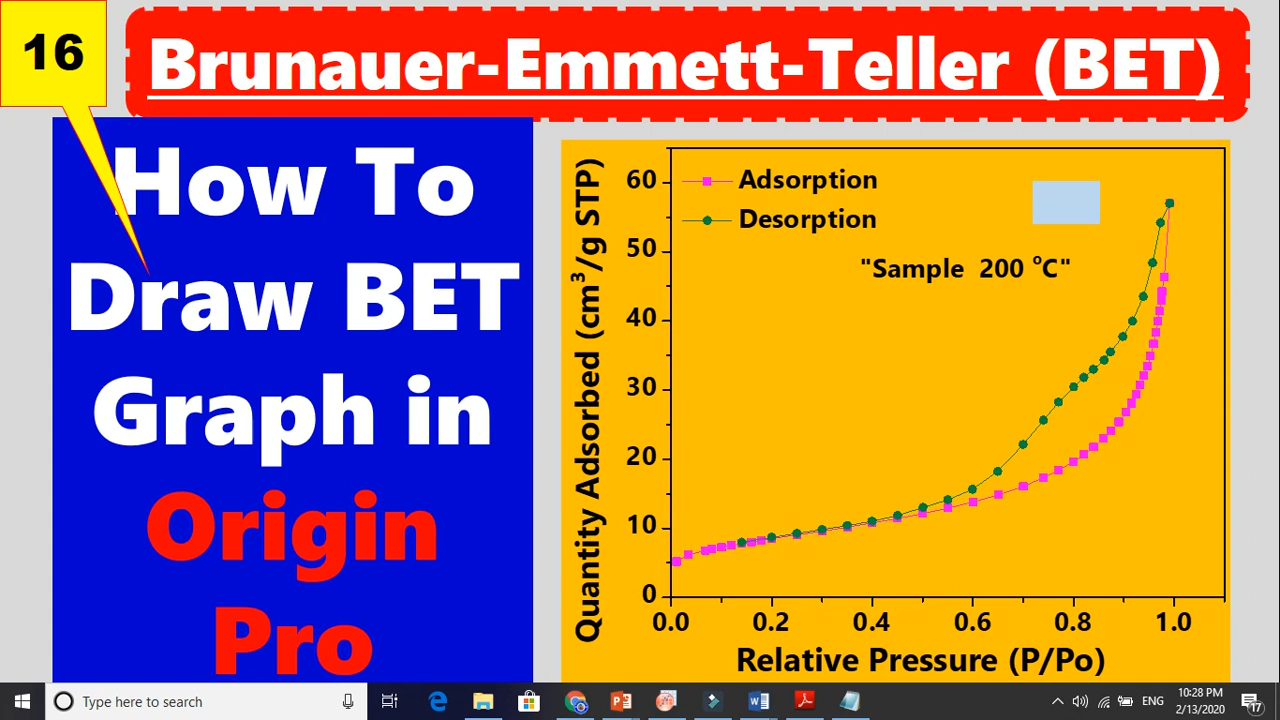 16
Brunauer-Emmett-Teller (BET)
How To
Draw BET
Graph in
Origin
Pro
Quantity Adsorbed (cm³/g STP)
60
50
40
30
20
10
0
Adsorption
Desorption
"Sample 200 °C"
0.0 0.2 0.4 0.6 0.8 1.0
Relative Pressure (P/Po)
Type here to search
ENG
10:28 PM
2/13/2020
17